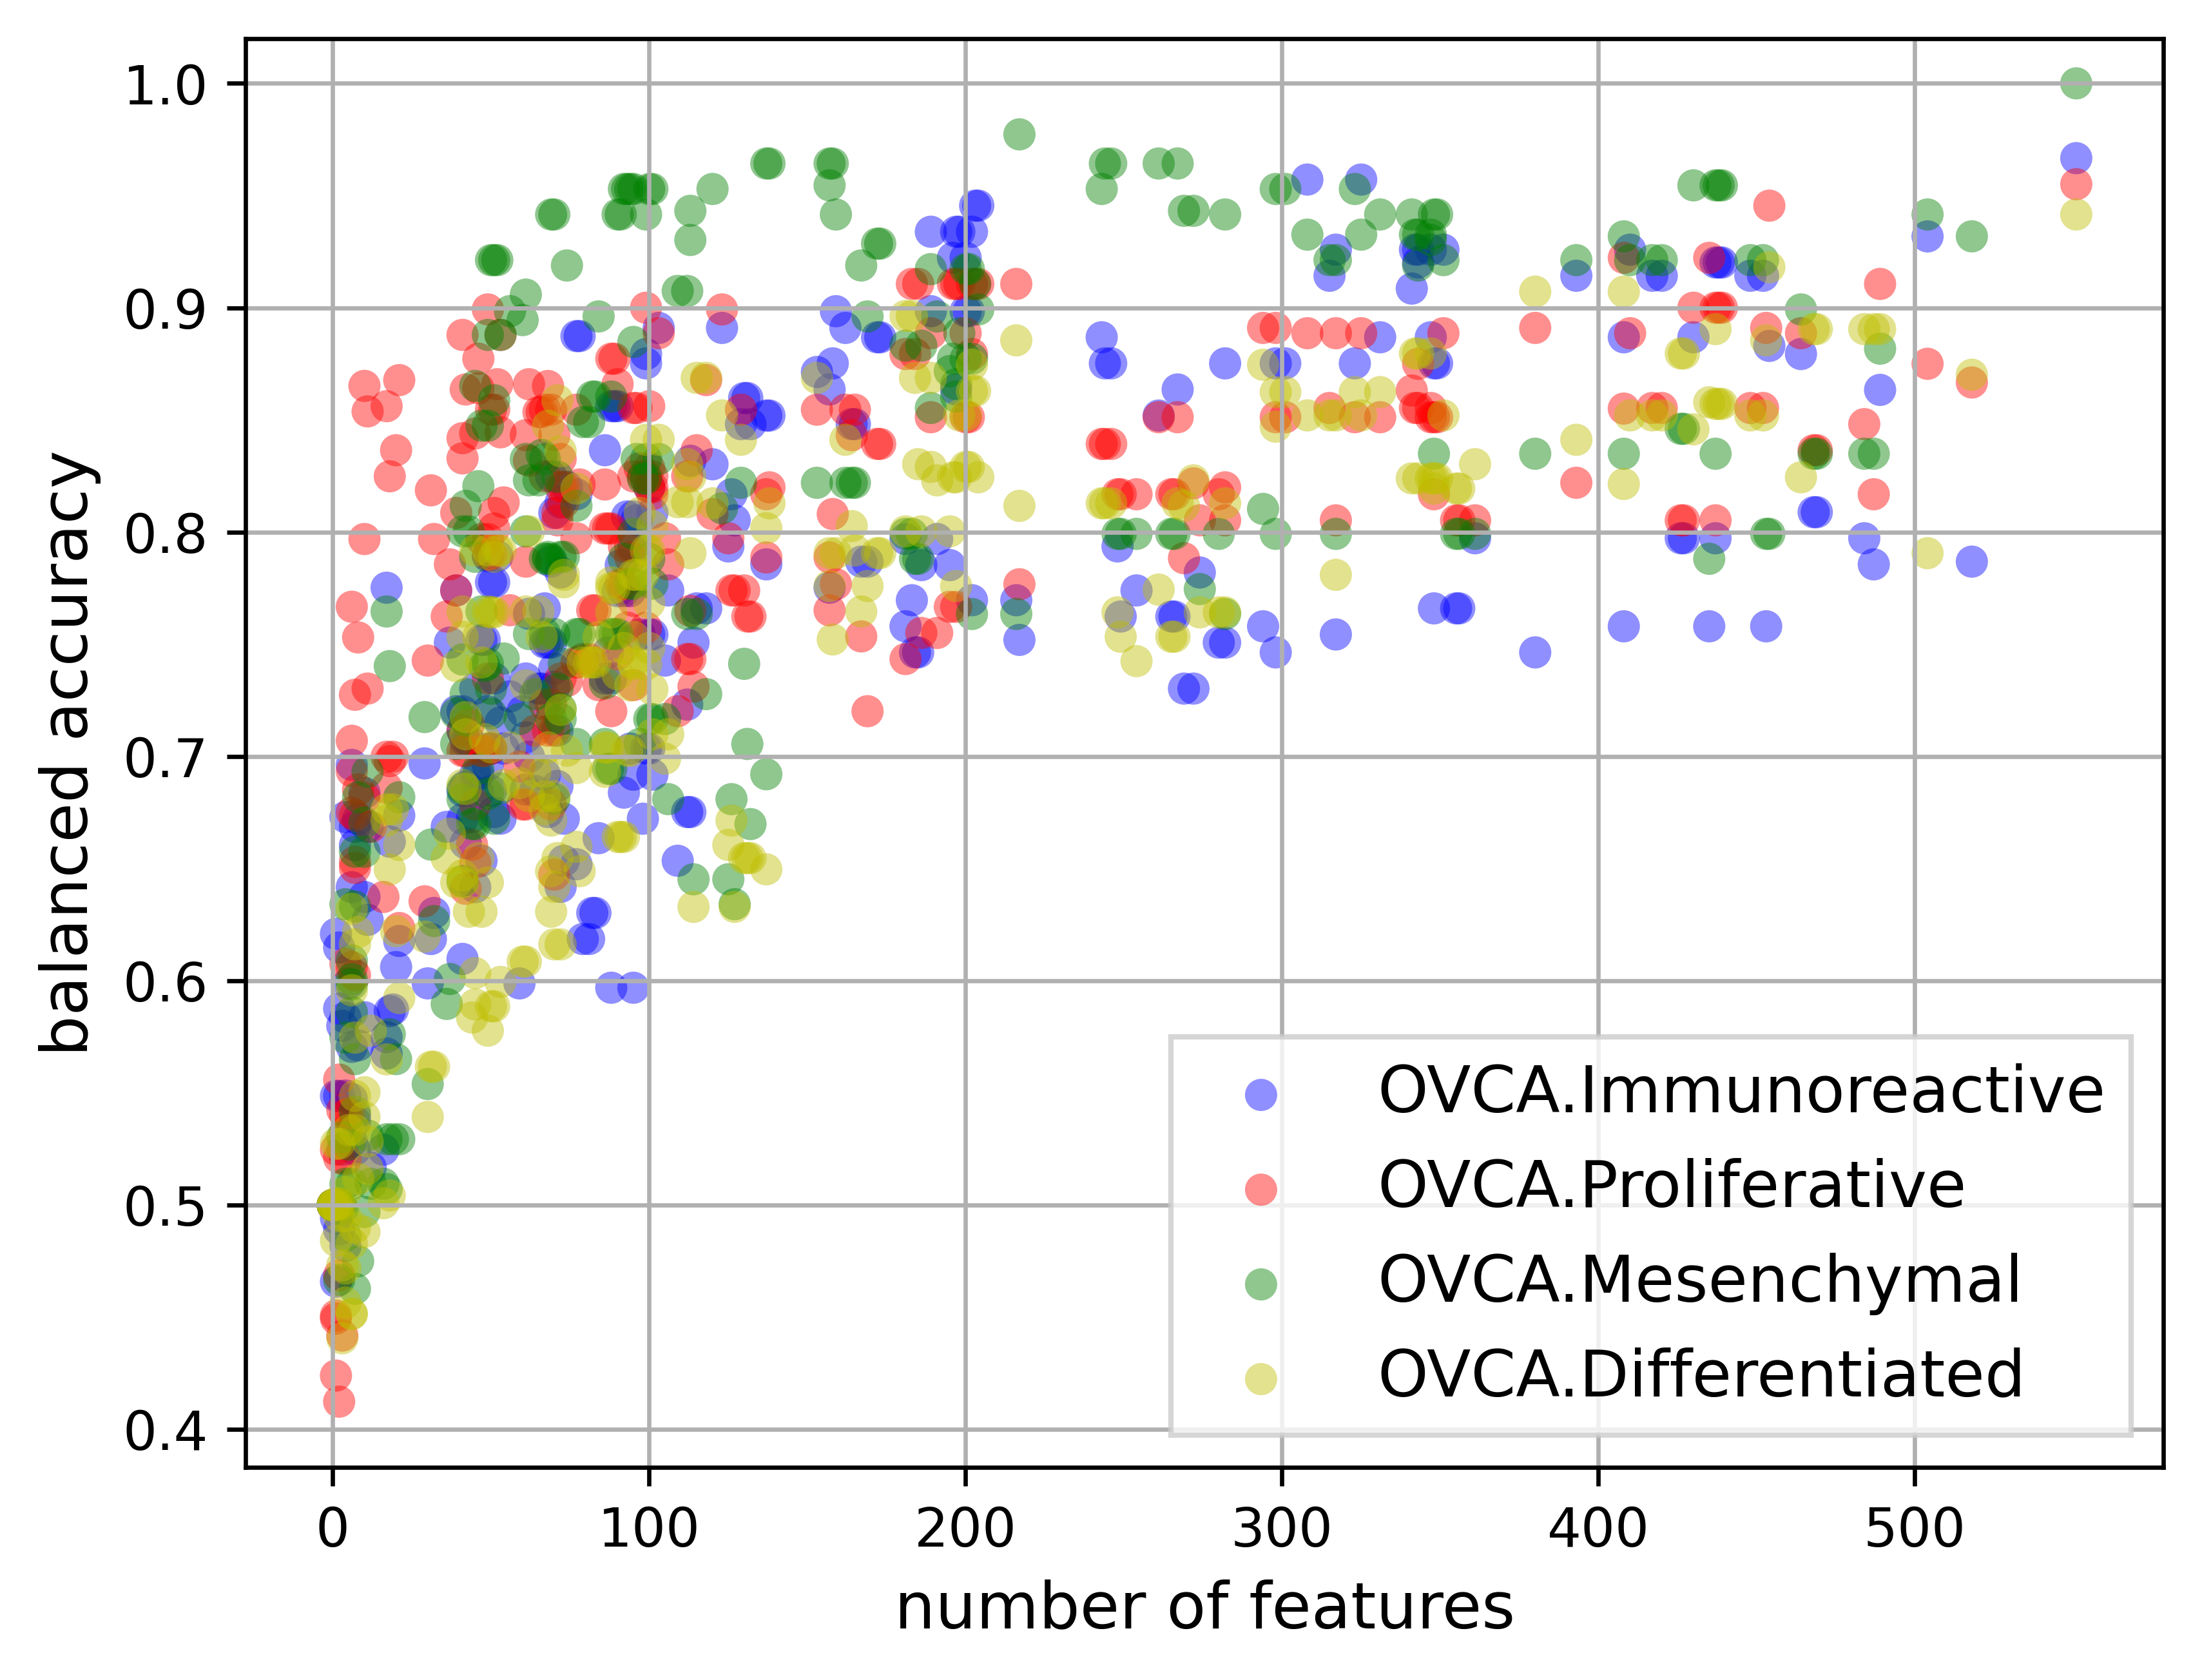 1.0
0.9
0.8
0.7
0.6
0.5
0.4
balanced accuracy
0 100 200 300 400 500
number of features
OVCA.Immunoreactive
OVCA.Proliferative
OVCA.Mesenchymal
OVCA.Differentiated